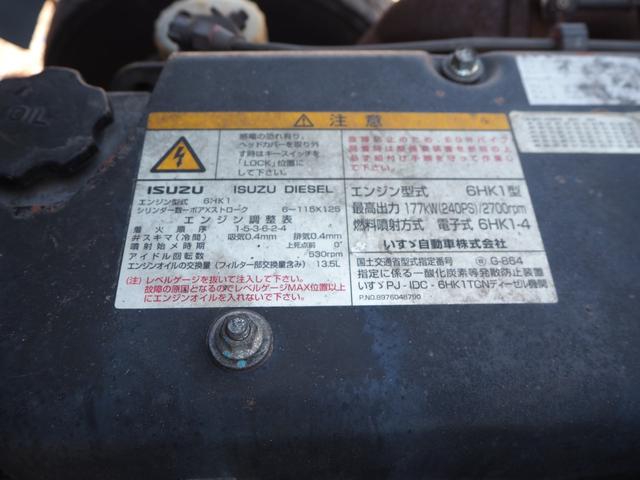 OIL
注意
感電の恐れ有り。
ヘッドカバーを取り外
す時はキースイッチを
「LOCK」位置に
して下さい。
ISUZU ISUZU DIESEL
エンジン型式 6HK1
シリンダ数ーボアXストローク 6－115X125
エンジン調整表
着火順序 1-5-3-6-2-4
弁スキマ(冷間) 吸気0.4mm 排気0.4mm
噴射始メ時期 上死点前 0°
アイドル回転数 530rpm
エンジンオイルの交換量(フィルター部交換量含み) 13.5L
(注)レベルゲージを抜いて注入して下さい。
故障の原因となるのでレベルゲージMAX位置以上
にエンジンオイルを入れないで下さい。
エンジン型式 6HK1型
最高出力 177kW(240PS)/2700rpm
燃料噴射方式 電子式 6HK1-4
いすゞ自動車株式会社
国土交通省型式指定番号 G-864
指定に係る一酸化炭素等発散防止装置
いすゞPJ-IDC-6HK1TCNディーゼル機関
P.NO.8976048790